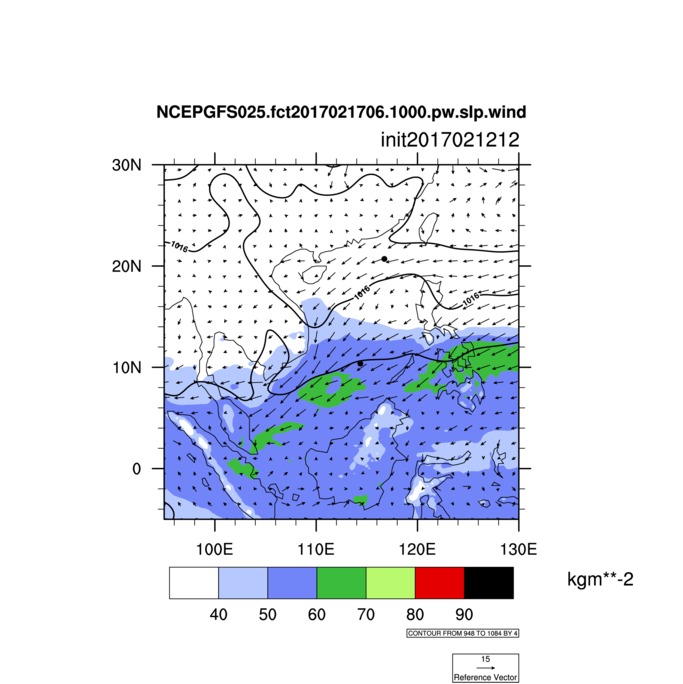 NCEPGFS025.fct2017021706.1000.pw.slp.wind
init2017021212
30N
1016
20N
1016
1016
10N
0
100E 110E 120E 130E
kgm**-2
40 50 60 70 80 90
CONTOUR FROM 948 TO 1084 BY 4
15
Reference Vector